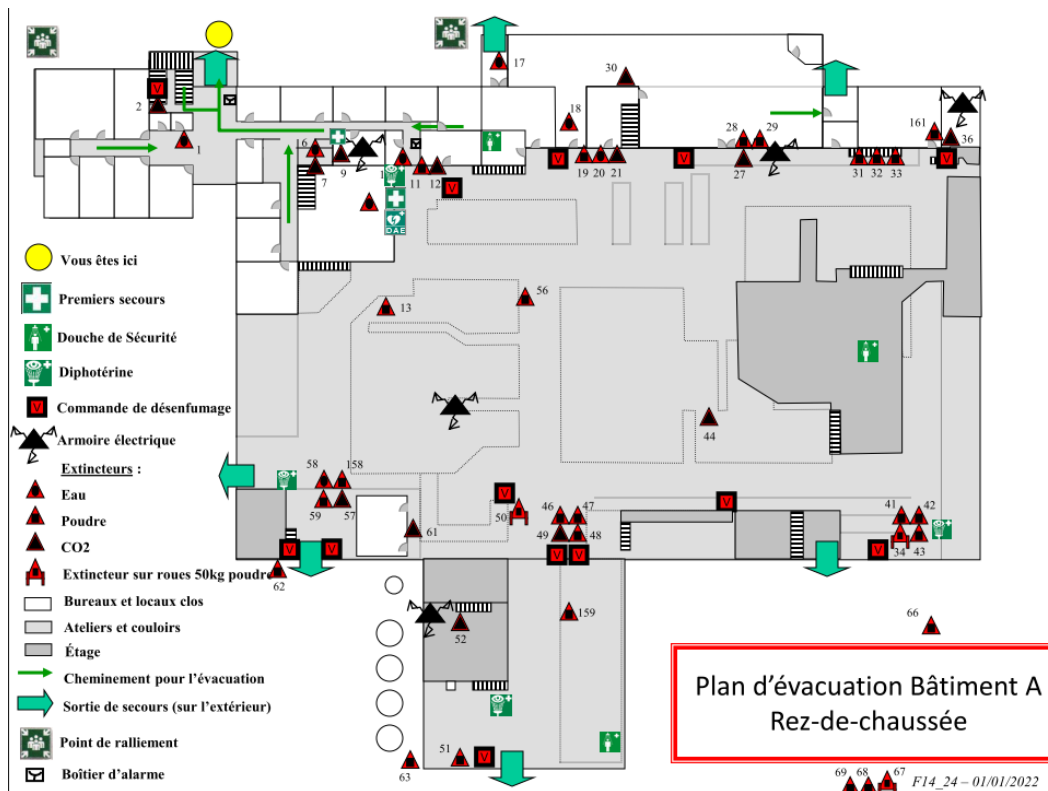 17
30
2
1
18
28
29
161
36
16
9
1
11
12
7
19
20
21
27
31
32
33
DAE
Vous êtes ici
Premiers secours
56
13
Douche de Sécurité
Diphotérine
Commande de désenfumage
Armoire électrique
44
Extincteurs :
58
158
Eau
59
57
50
46
47
41
42
Poudre
61
49
48
34
43
CO2
62
Extincteur sur roues 50kg poudre
Bureaux et locaux clos
159
66
Ateliers et couloirs
52
Étage
Cheminement pour l'évacuation
Plan d'évacuation Bâtiment A
Rez-de-chaussée
Sortie de secours (sur l'extérieur)
Point de ralliement
51
63
Boîtier d'alarme
69
68
67
F14_24 – 01/01/2022